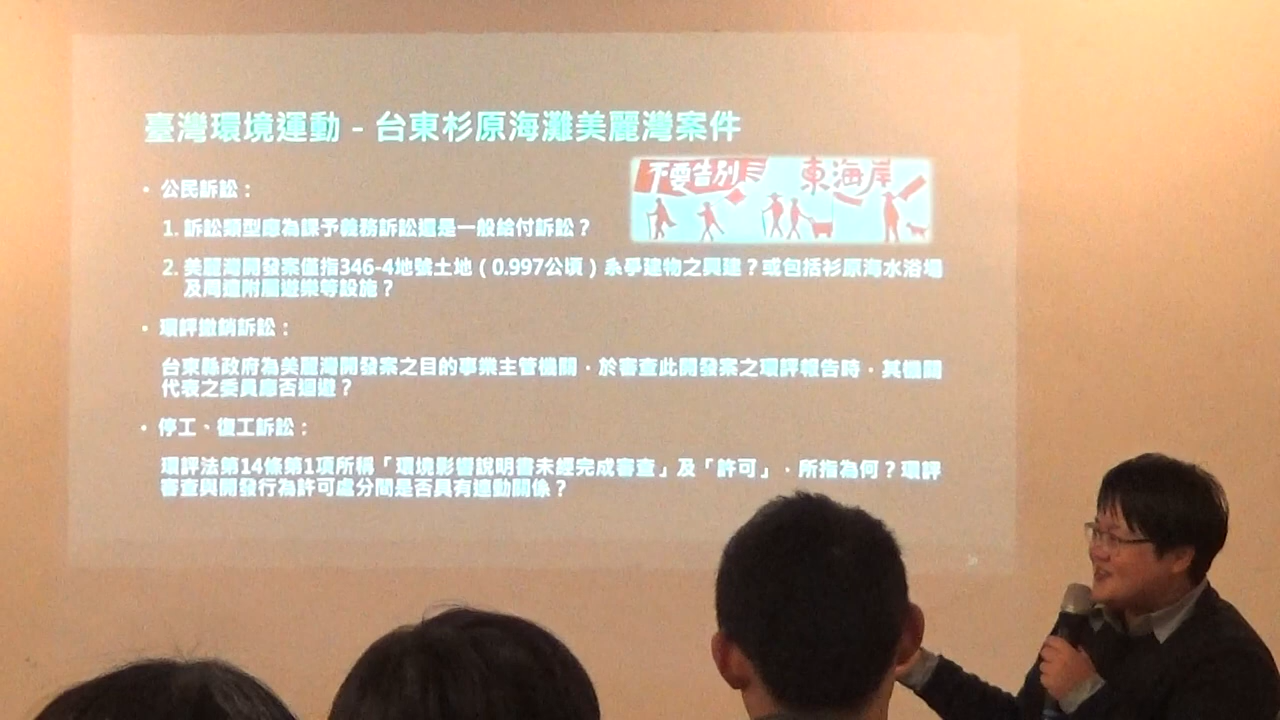 臺灣環境運動 - 台東杉原海灘美麗灣案件
不要告別 東海岸
• 公民訴訟：
1. 訴訟類型應為課予義務訴訟還是一般給付訴訟？
2. 美麗灣開發案僅指346-4地號土地（0.997公頃）系爭建物之興建？或包括杉原海水浴場
及周遭附屬遊樂等設施？
• 環評撤銷訴訟：
台東縣政府為美麗灣開發案之目的事業主管機關，於審查此開發案之環評報告時，其機關
代表之委員應否迴避？
• 停工、復工訴訟：
環評法第14條第1項所稱「環境影響說明書未經完成審查」及「許可」，所指為何？環評
審查與開發行為許可處分間是否具有連動關係？